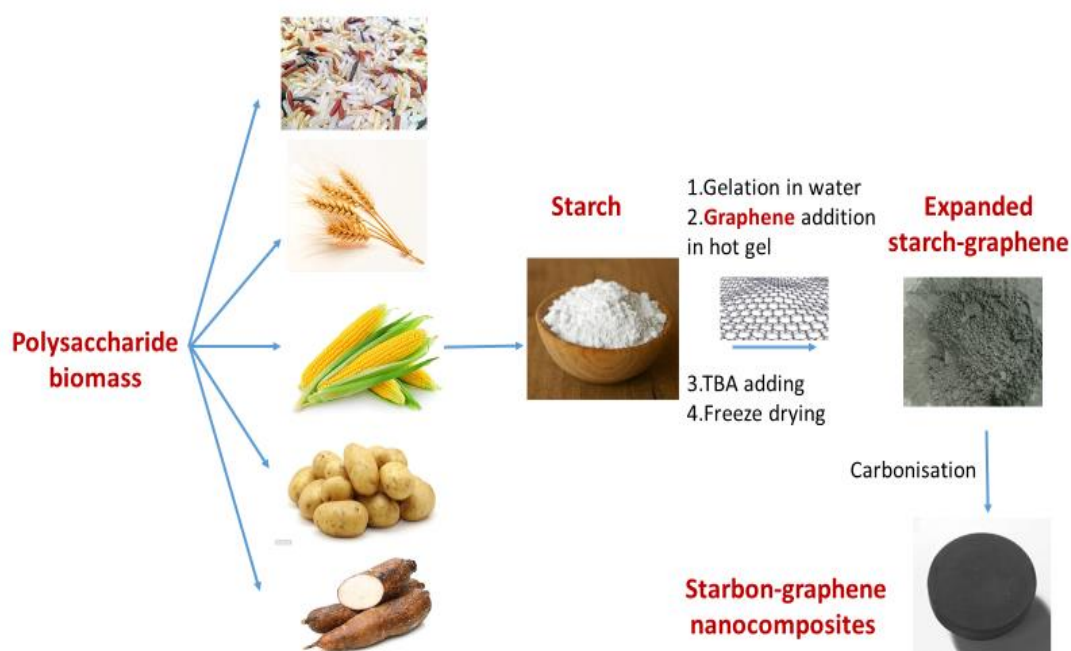 Polysaccharide
biomass
Starch
1.Gelation in water
2.Graphene addition
in hot gel
3.TBA adding
4.Freeze drying
Expanded
starch-graphene
Carbonisation
Starbon-graphene
nanocomposites